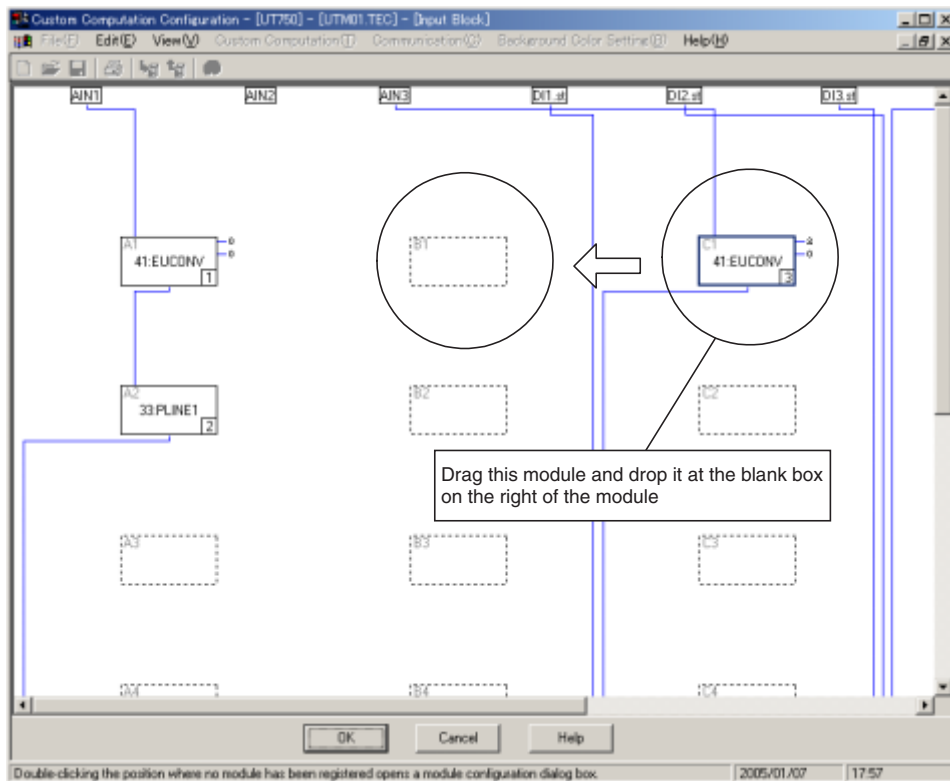 Custom Computation Configuration - [UT750] - [UTM01.TEC] - [Input Block]
File(F) Edit(E) View(V) Custom Computation(T) Communication(C) Background Color Setting(B) Help(H)
AIN1 AIN2 AIN3 DI1.st DI2.st DI3.st
A1 B1 C1
41:EUCONV 0 0 1
41:EUCONV 2 0 3
A2 B2 C2
33:PLINE1 2
Drag this module and drop it at the blank box
on the right of the module
A3 B3 C3
A4 B4 C4
OK Cancel Help
Double-clicking the position where no module has been registered opens a module configuration dialog box. 2005/01/07 17:57